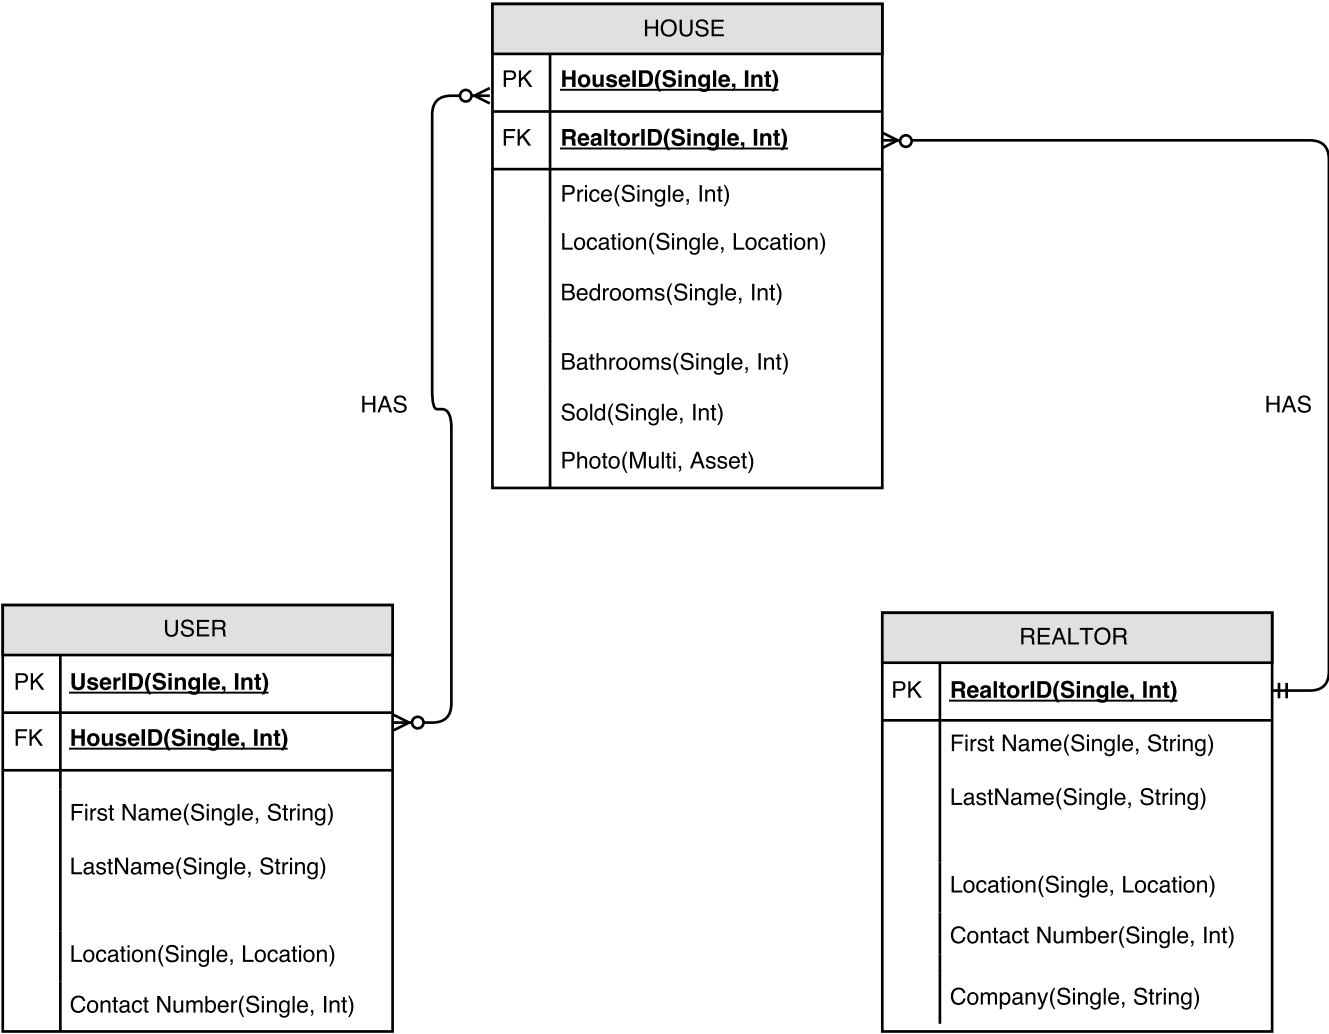 HOUSE
PK HouseID(Single, Int)
FK RealtorID(Single, Int)
Price(Single, Int)
Location(Single, Location)
Bedrooms(Single, Int)
Bathrooms(Single, Int)
Sold(Single, Int)
Photo(Multi, Asset)
HAS
HAS
USER
PK UserID(Single, Int)
FK HouseID(Single, Int)
First Name(Single, String)
LastName(Single, String)
Location(Single, Location)
Contact Number(Single, Int)
REALTOR
PK RealtorID(Single, Int)
First Name(Single, String)
LastName(Single, String)
Location(Single, Location)
Contact Number(Single, Int)
Company(Single, String)